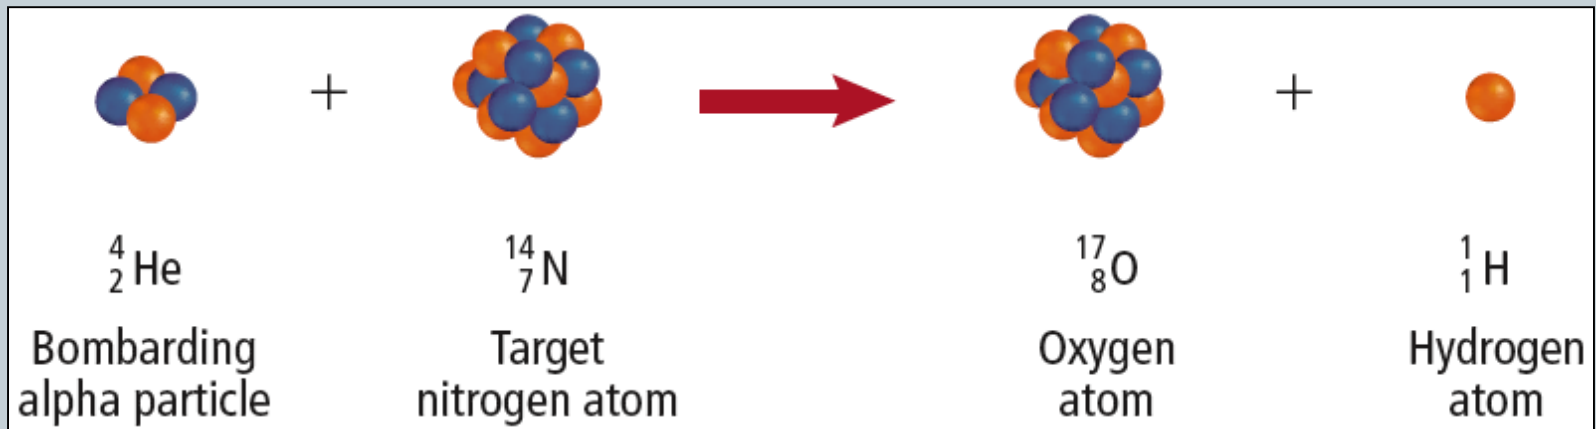 + +
⁴₂He ¹⁴₇N ¹⁷₈O ¹₁H
Bombarding Target Oxygen Hydrogen
alpha particle nitrogen atom atom atom